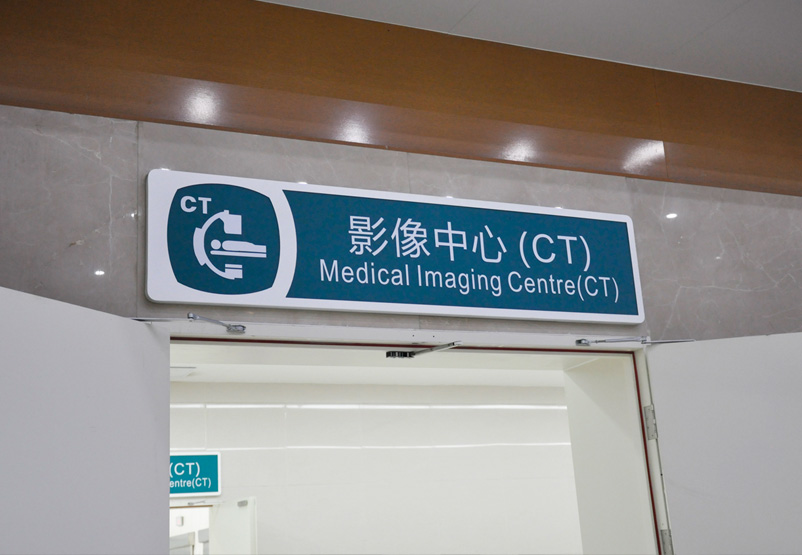 CT
影像中心 (CT)
Medical Imaging Centre(CT)
(CT)
entre(CT)